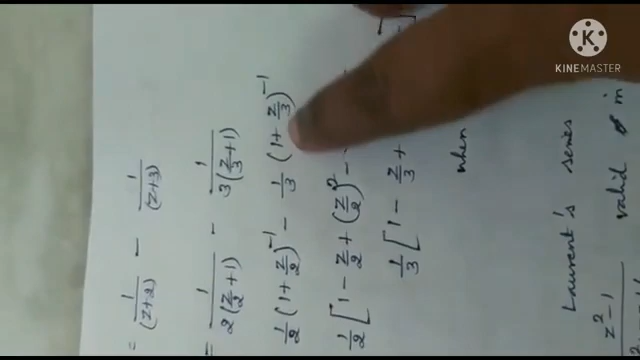 = 1/(z+2) - 1/(z+3)
= 1/2(z/2+1) - 1/3(z/3+1)
1/2 (1+z/2)^-1 - 1/3 (1+z/3)^-1
1/2 [1 - z/2 + (z/2)^2 -
1/3 [1 - z/3 +
when
Laurent's series
z^2-1 valid in
KINEMASTER